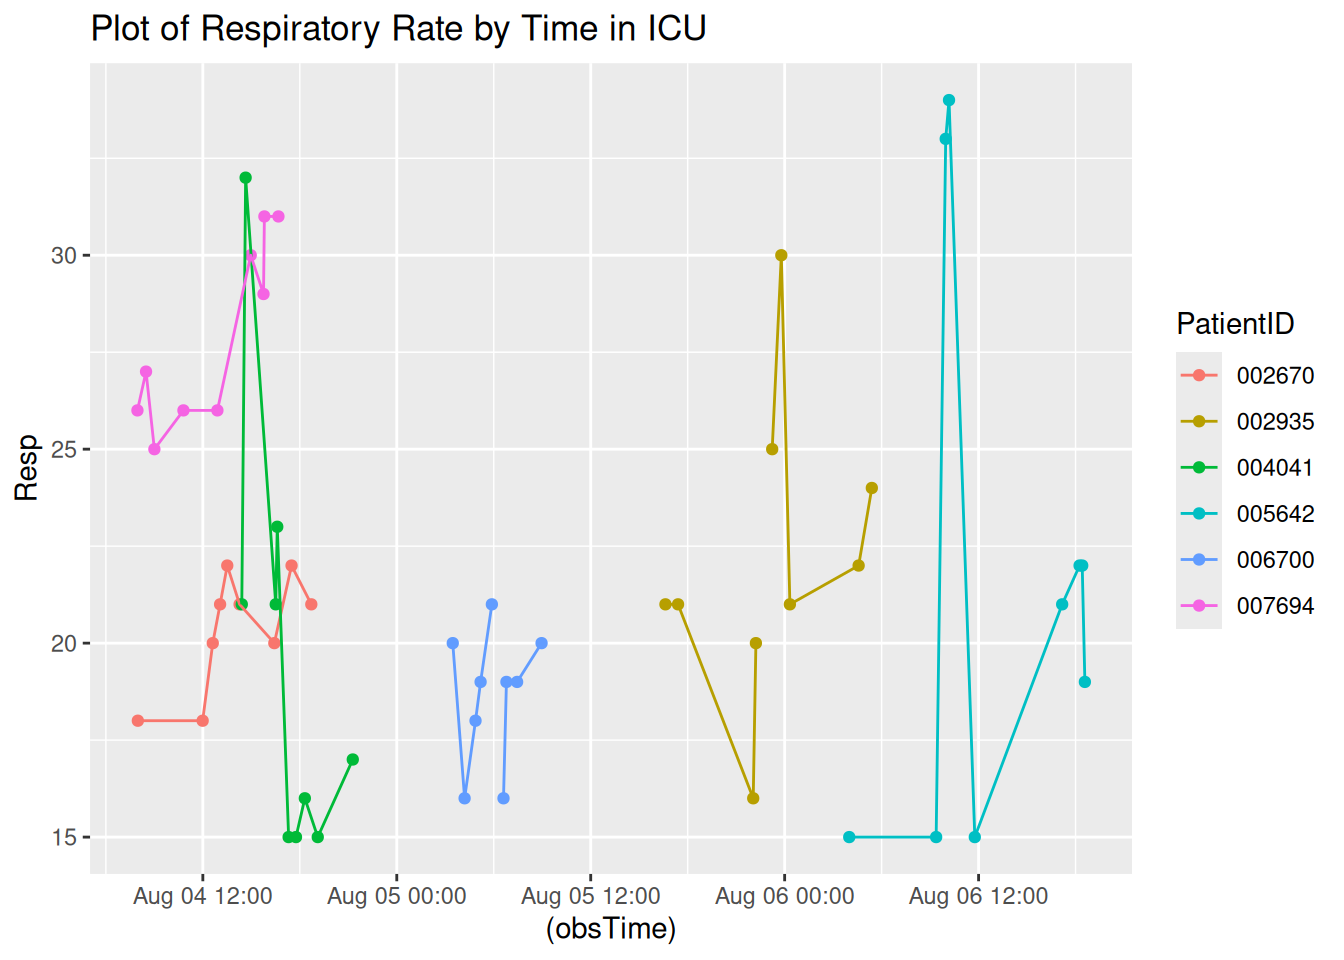 Plot of Respiratory Rate by Time in ICU
Resp
30
25
20
15
Aug 04 12:00 Aug 05 00:00 Aug 05 12:00 Aug 06 00:00 Aug 06 12:00
(obsTime)
PatientID
002670
002935
004041
005642
006700
007694